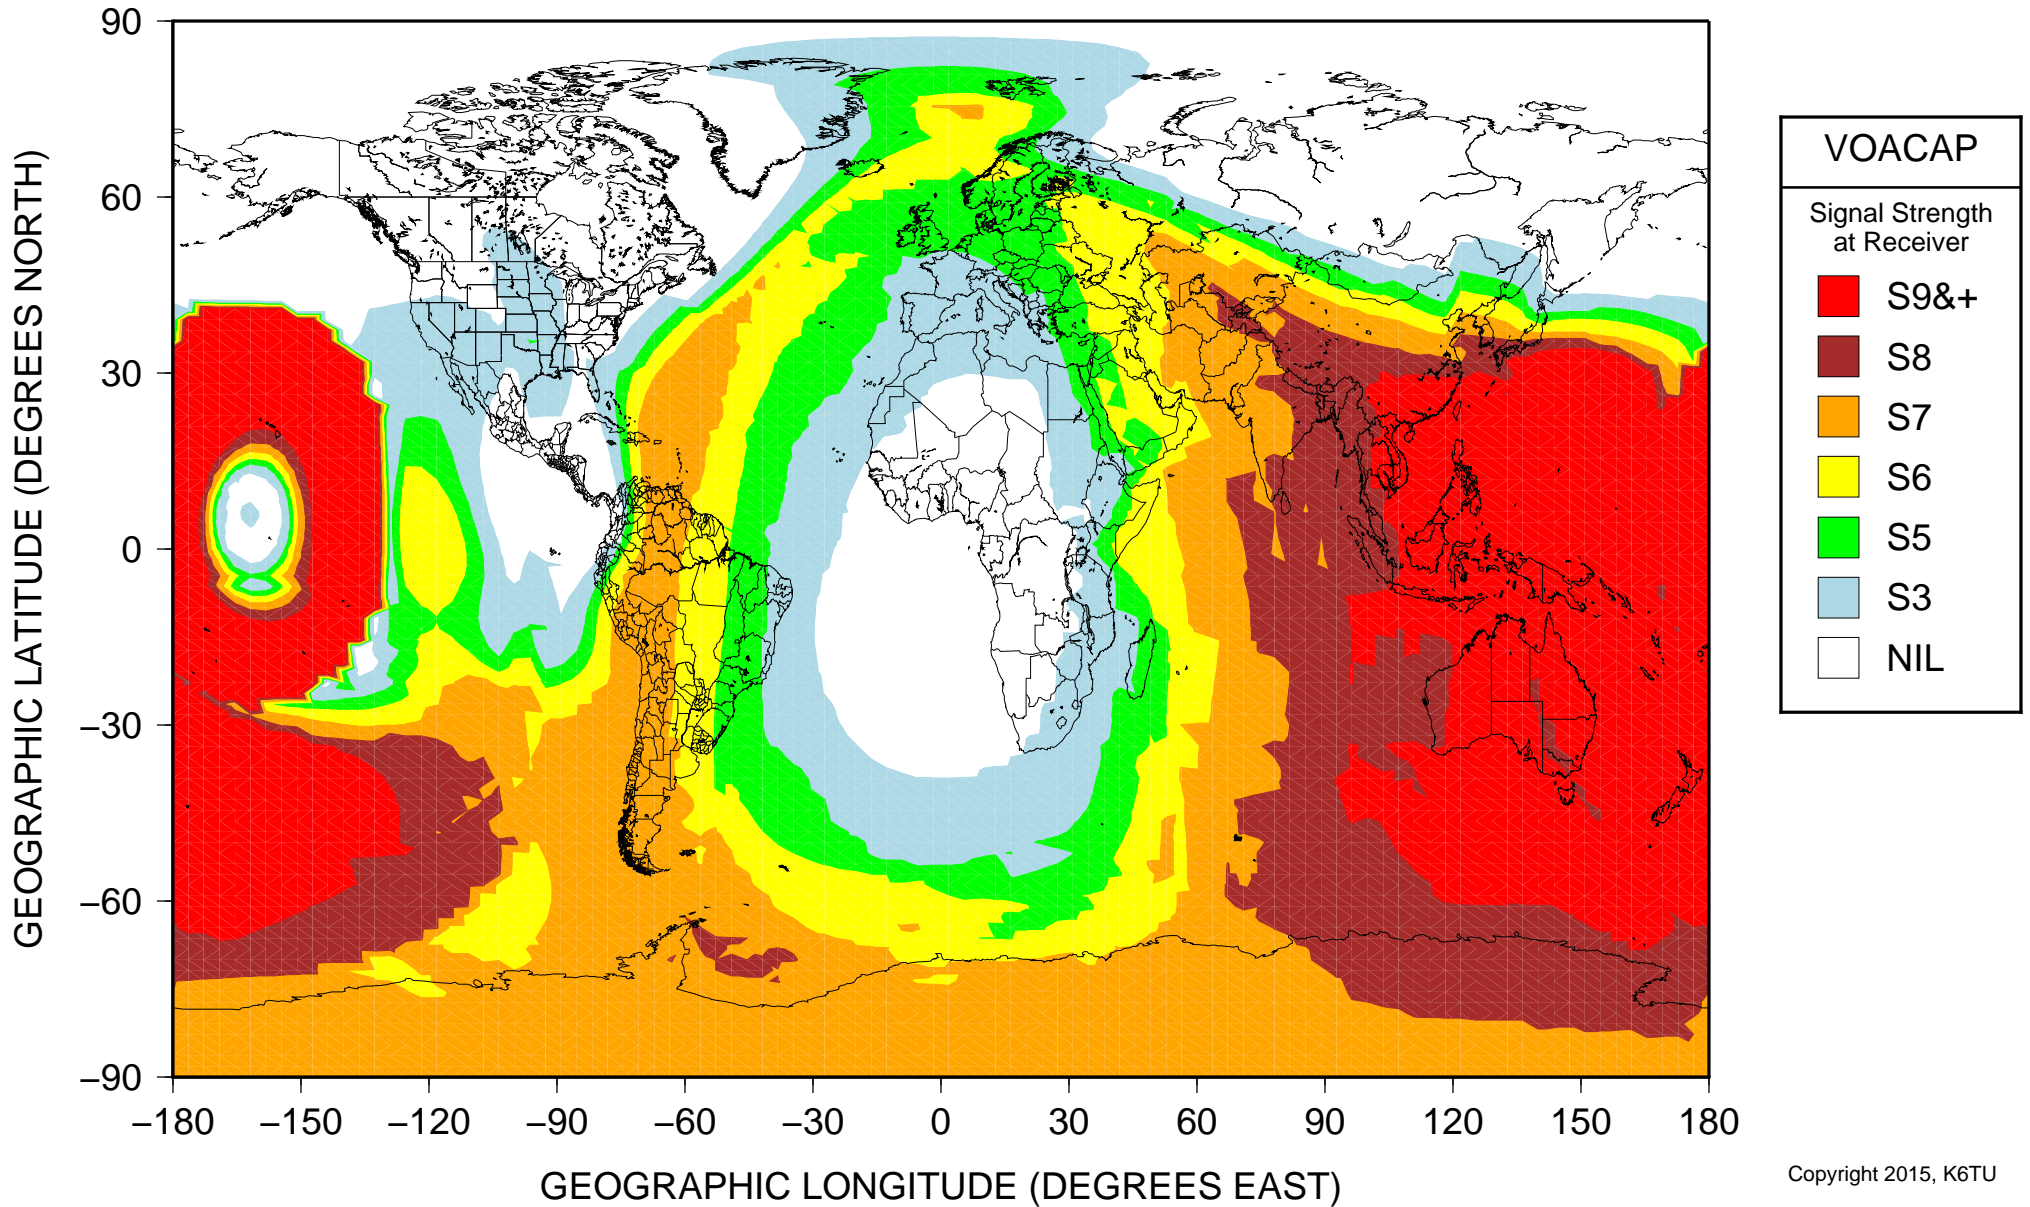 90
60
30
0
−30
−60
−90
GEOGRAPHIC LATITUDE (DEGREES NORTH)
−180 −150 −120 −90 −60 −30 0 30 60 90 120 150 180
GEOGRAPHIC LONGITUDE (DEGREES EAST)
VOACAP
Signal Strength
at Receiver
S9&+
S8
S7
S6
S5
S3
NIL
Copyright 2015, K6TU